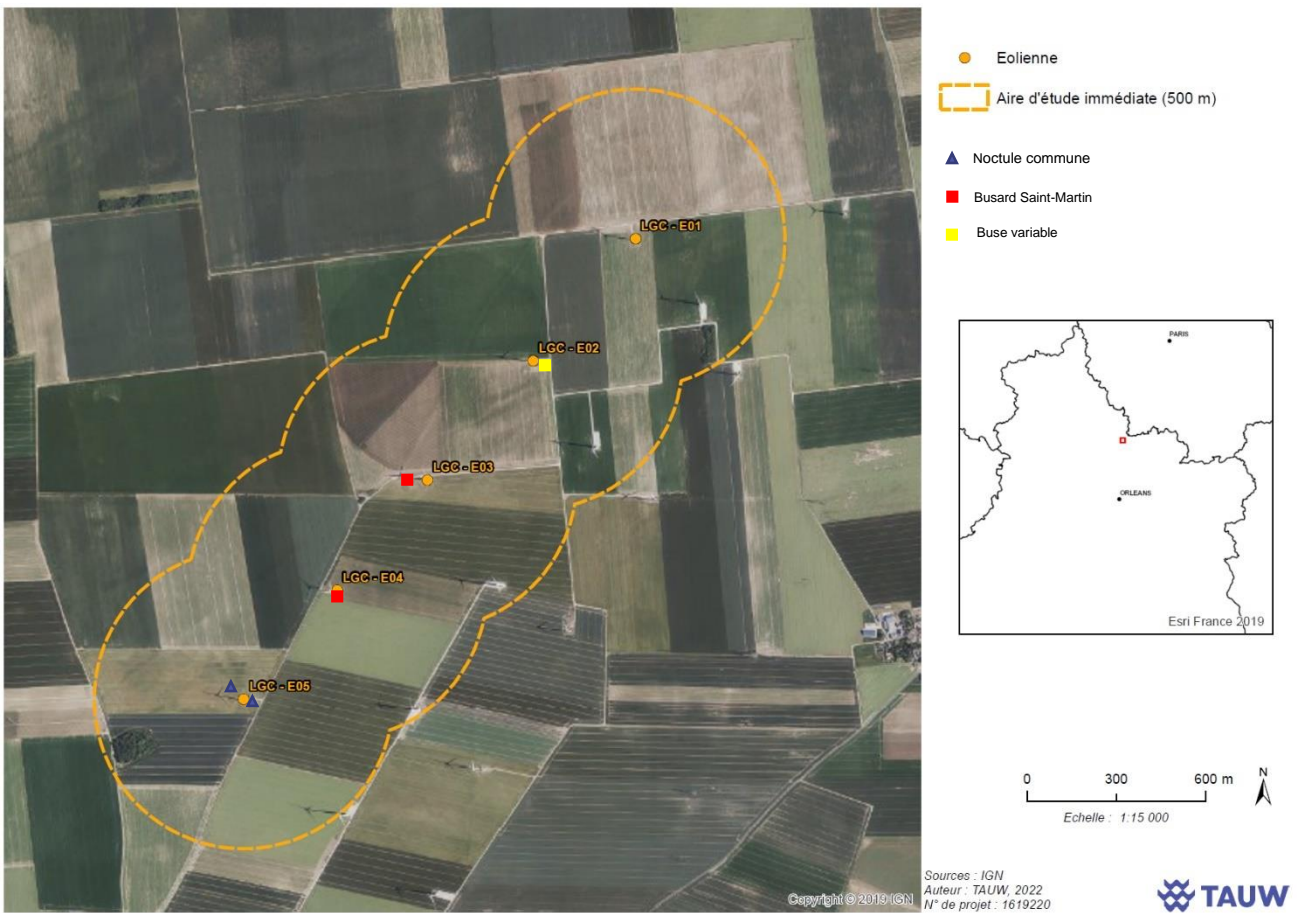 LGC - E01
LGC - E02
LGC - E03
LGC - E04
LGC - E05
Copyright © 2019 IGN
Eolienne
Aire d'étude immédiate (500 m)
Noctule commune
Busard Saint-Martin
Buse variable
PARIS
ORLEANS
Esri France 2019
0 300 600 m
N
Echelle : 1:15 000
Sources : IGN
Auteur : TAUW, 2022
N° de projet : 1619220
TAUW